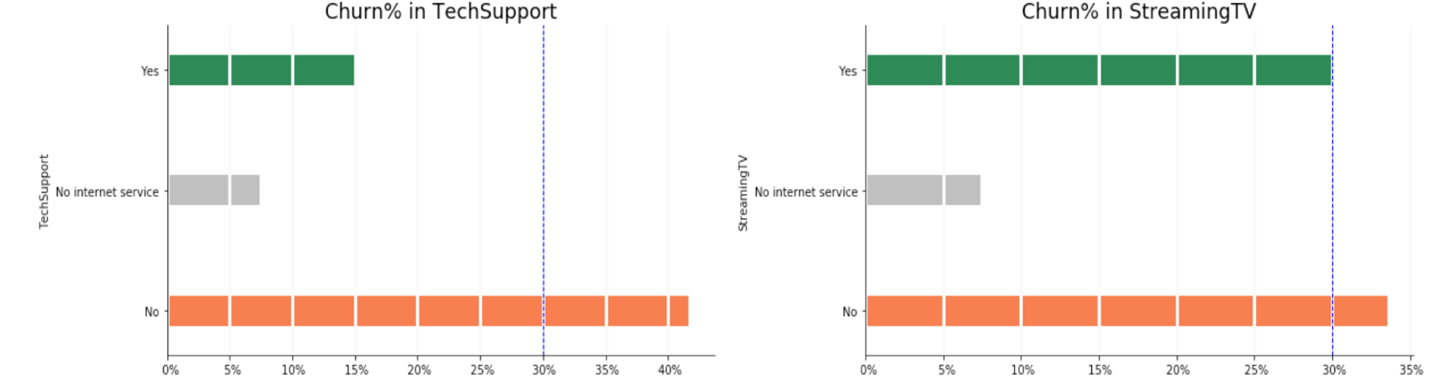 Churn% in TechSupport
TechSupport
Yes
No internet service
No
0% 5% 10% 15% 20% 25% 30% 35% 40%
Churn% in StreamingTV
StreamingTV
Yes
No internet service
No
0% 5% 10% 15% 20% 25% 30% 35%